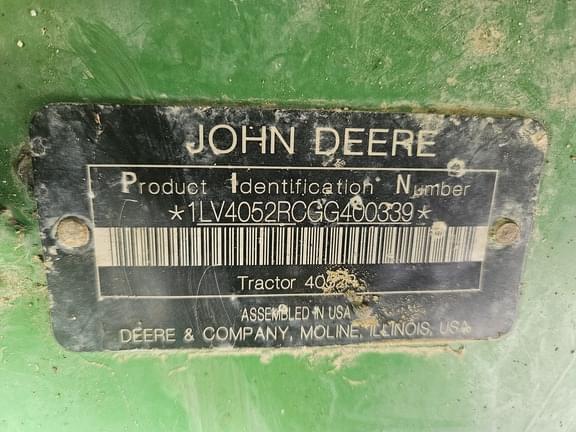 JOHN DEERE
Product Identification Number
*1LV4052RCGG400339*
Tractor
ASSEMBLED IN USA
DEERE & COMPANY, MOLINE, ILLINOIS, USA